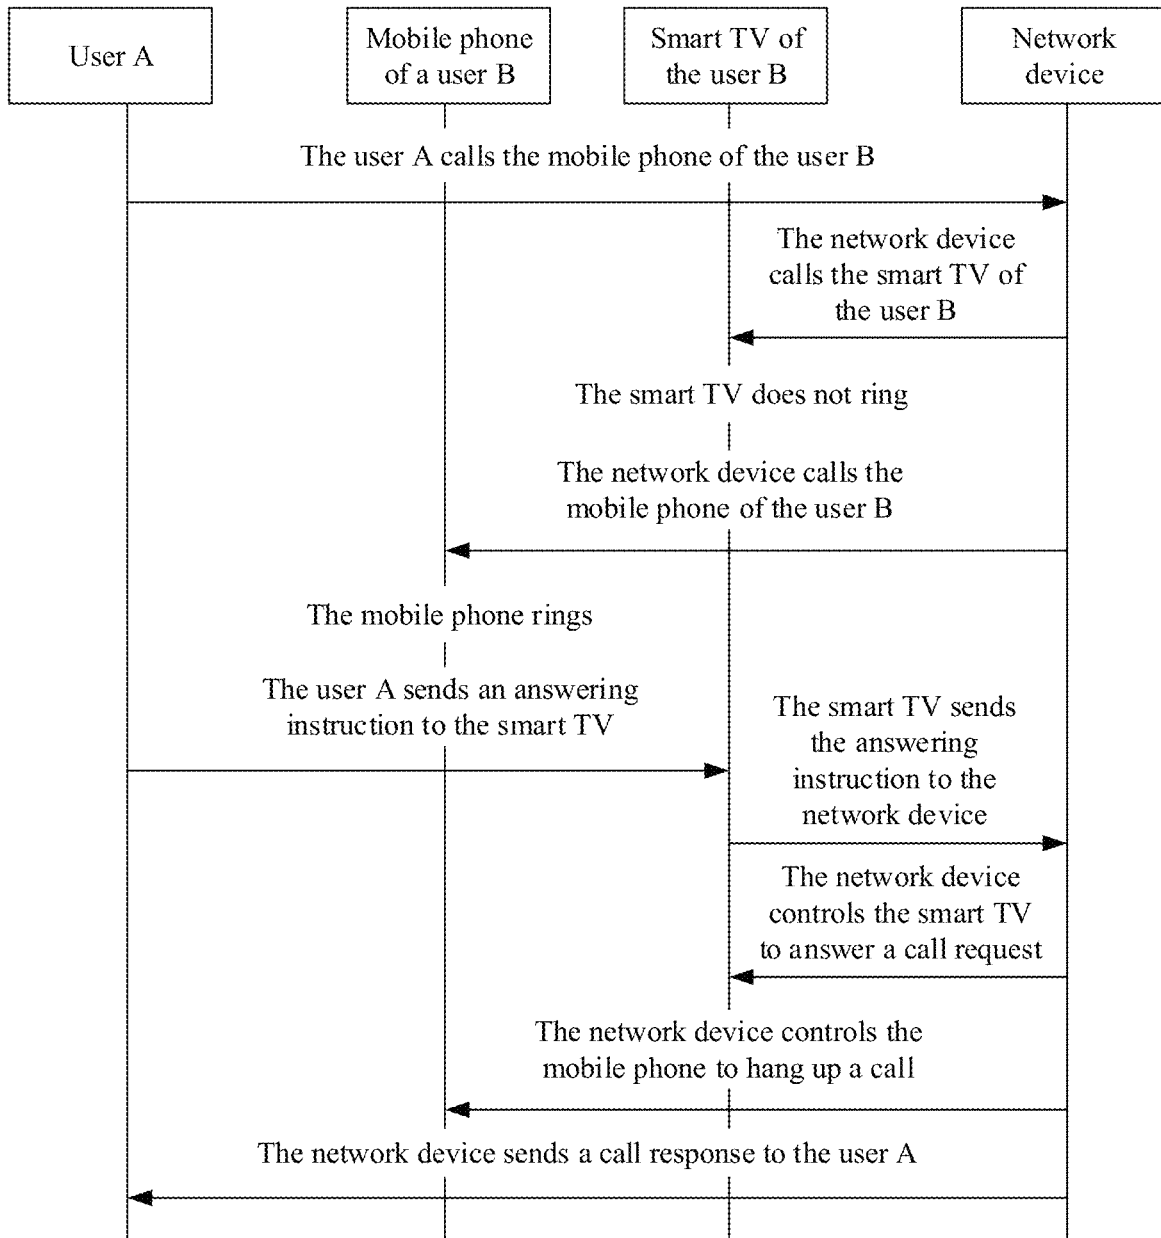 User A
Mobile phone
of a user B
Smart TV of
the user B
Network
device
The user A calls the mobile phone of the user B
The network device
calls the smart TV of
the user B
The smart TV does not ring
The network device calls the
mobile phone of the user B
The mobile phone rings
The user A sends an answering
instruction to the smart TV
The smart TV sends
the answering
instruction to the
network device
The network device
controls the smart TV
to answer a call request
The network device controls the
mobile phone to hang up a call
The network device sends a call response to the user A